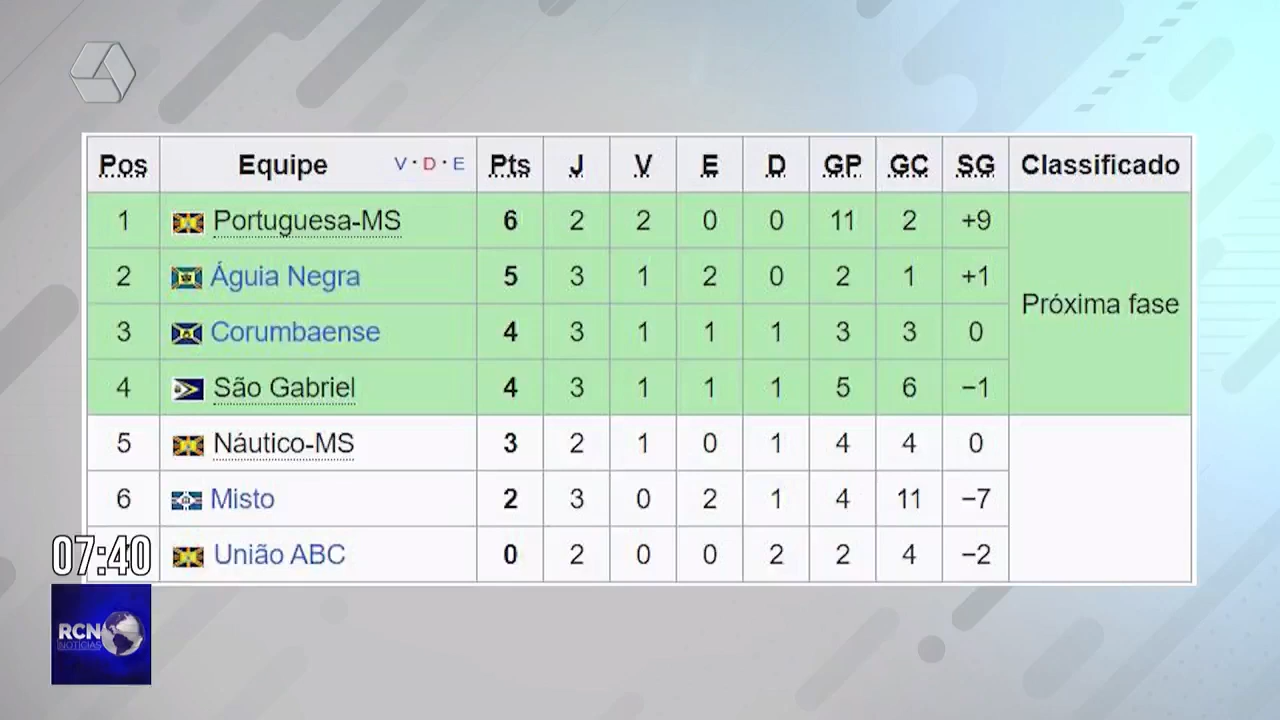 Pos Equipe V · D · E Pts J V E D GP GC SG Classificado
1 Portuguesa-MS 6 2 2 0 0 11 2 +9
2 Águia Negra 5 3 1 2 0 2 1 +1
Próxima fase
3 Corumbaense 4 3 1 1 1 3 3 0
4 São Gabriel 4 3 1 1 1 5 6 −1
5 Náutico-MS 3 2 1 0 1 4 4 0
6 Misto 2 3 0 2 1 4 11 −7
União ABC 0 2 0 0 2 2 4 −2
07:40
RCN
NOTÍCIAS